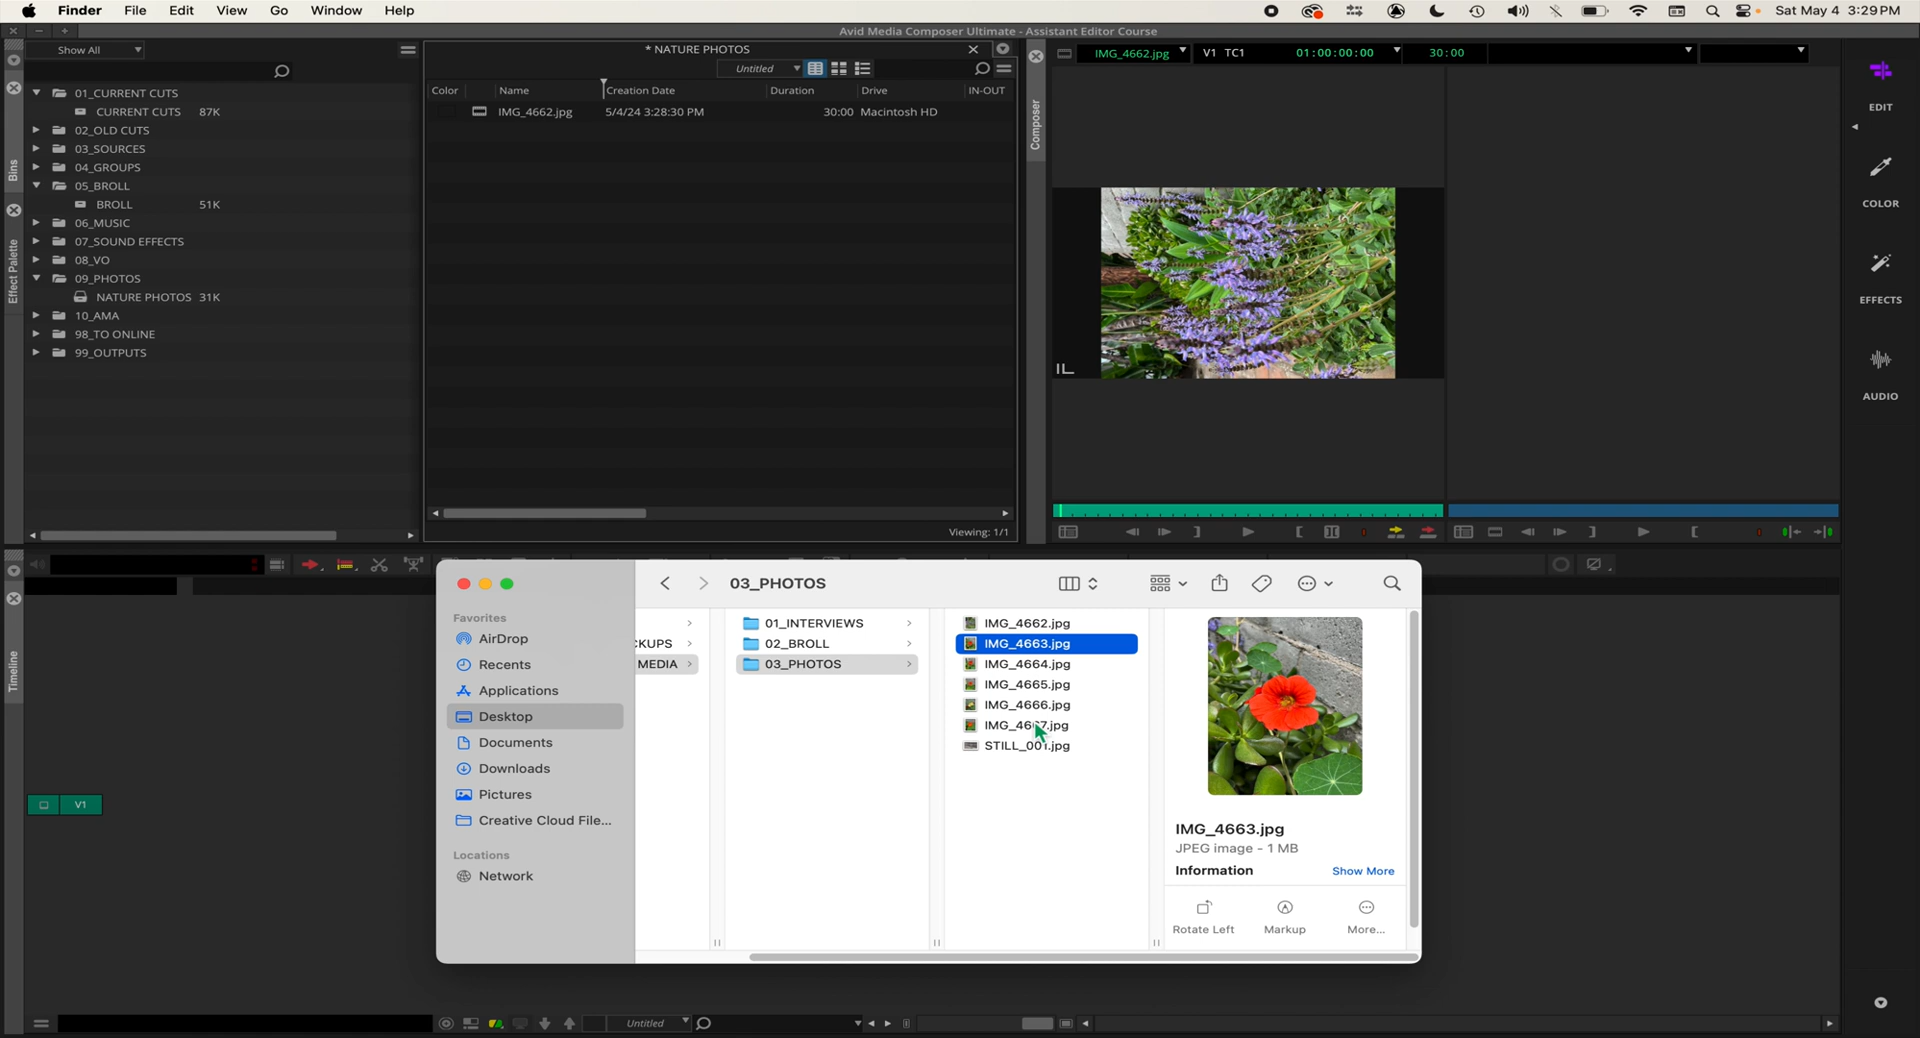 Finder File Edit View Go Window Help
Sat May 4 3:29 PM
Avid Media Composer Ultimate - Assistant Editor Course
Show All
Bins
Effect Palette
01_CURRENT CUTS
CURRENT CUTS 87K
02_OLD CUTS
03_SOURCES
04_GROUPS
05_BROLL
BROLL 51K
06_MUSIC
07_SOUND EFFECTS
08_VO
09_PHOTOS
NATURE PHOTOS 31K
10_AMA
98_TO ONLINE
99_OUTPUTS
* NATURE PHOTOS
Untitled
Color Name Creation Date Duration Drive IN-OUT
IMG_4662.jpg 5/4/24 3:28:30 PM 30:00 Macintosh HD
Viewing: 1/1
Composer
IMG_4662.jpg V1 TC1 01:00:00:00 30:00
IL
EDIT
COLOR
EFFECTS
AUDIO
Timeline
V1
Untitled
03_PHOTOS
Favorites
AirDrop
Recents
Applications
Desktop
Documents
Downloads
Pictures
Creative Cloud File...
Locations
Network
CKUPS
MEDIA
01_INTERVIEWS
02_BROLL
03_PHOTOS
IMG_4662.jpg
IMG_4663.jpg
IMG_4664.jpg
IMG_4665.jpg
IMG_4666.jpg
IMG_4667.jpg
STILL_001.jpg
IMG_4663.jpg
JPEG image - 1 MB
Information Show More
Rotate Left Markup More...